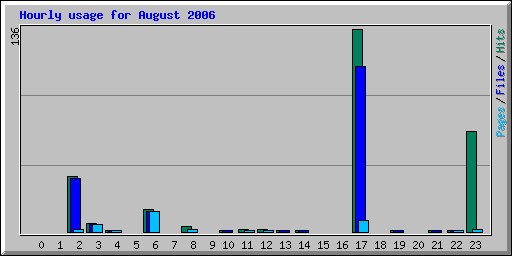 Hourly usage for August 2006
136
Pages/Files/Hits
0 1 2 3 4 5 6 7 8 9 10 11 12 13 14 15 16 17 18 19 20 21 22 23